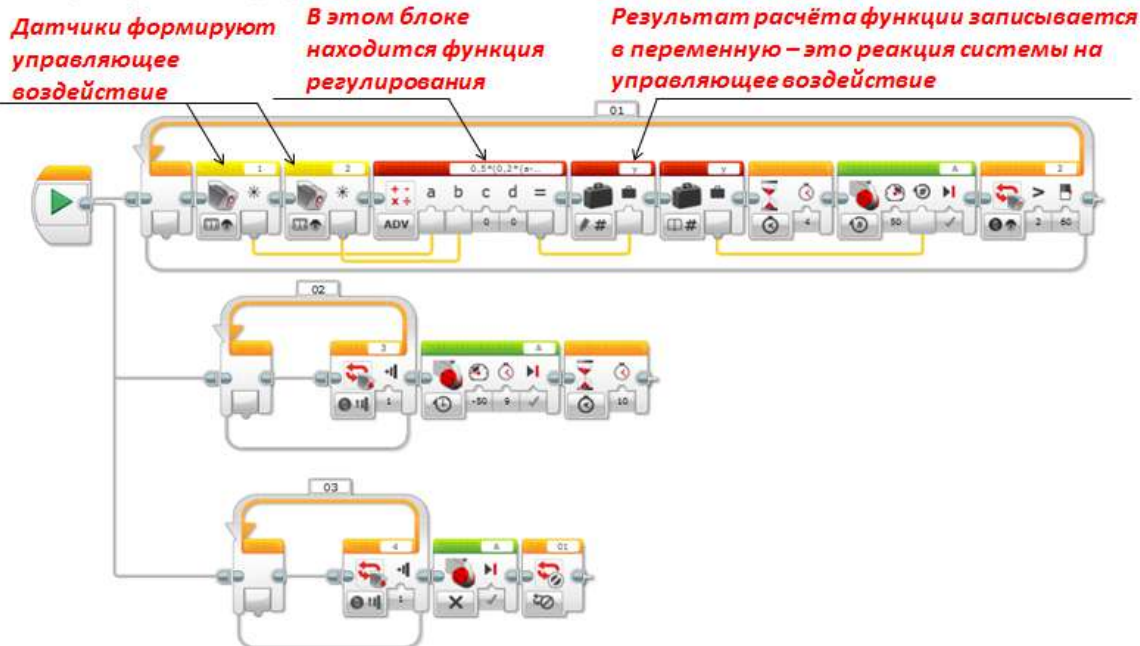 Датчики формируют
управляющее
воздействие
В этом блоке
находится функция
регулирования
Результат расчёта функции записывается
в переменную – это реакция системы на
управляющее воздействие
01
1 2 0,5*(0,2*(a-... y y A 2
a b c d =
ADV 0 0 # # 4 50 2 60
02
3 A
1 -50 9 10
03
4 A 01
1